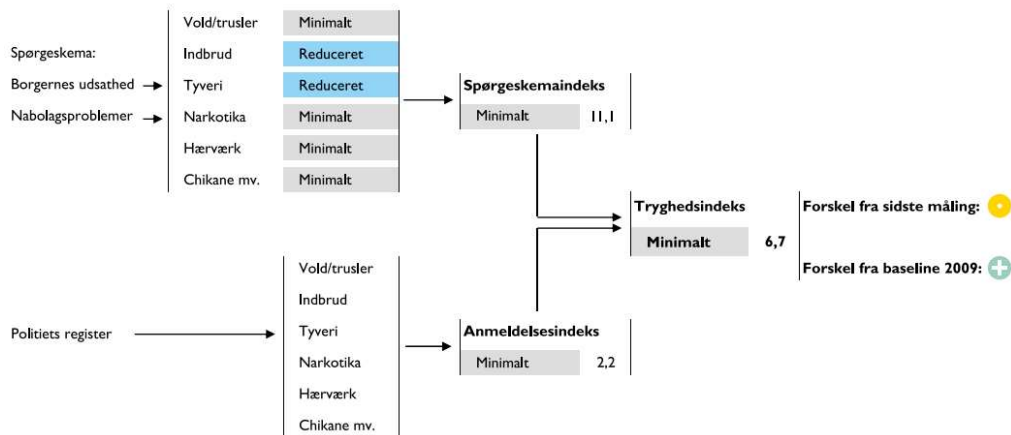 Spørgeskema:
Borgernes udsathed
Nabolagsproblemer
Vold/trusler Minimalt
Indbrud Reduceret
Tyveri Reduceret
Narkotika Minimalt
Hærværk Minimalt
Chikane mv. Minimalt
Spørgeskemaindeks
Minimalt 11,1
Politiets register
Vold/trusler
Indbrud
Tyveri
Narkotika
Hærværk
Chikane mv.
Anmeldelsesindeks
Minimalt 2,2
Tryghedsindeks
Minimalt 6,7
Forskel fra sidste måling:
Forskel fra baseline 2009: